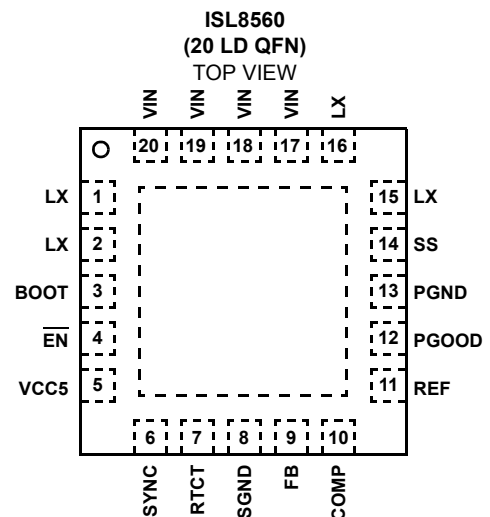 ISL8560
(20 LD QFN)
TOP VIEW
VIN VIN VIN VIN LX
20 19 18 17 16
LX 1 15 LX
LX 2 14 SS
BOOT 3 13 PGND
EN 4 12 PGOOD
VCC5 5 11 REF
6 7 8 9 10
SYNC RTCT SGND FB COMP